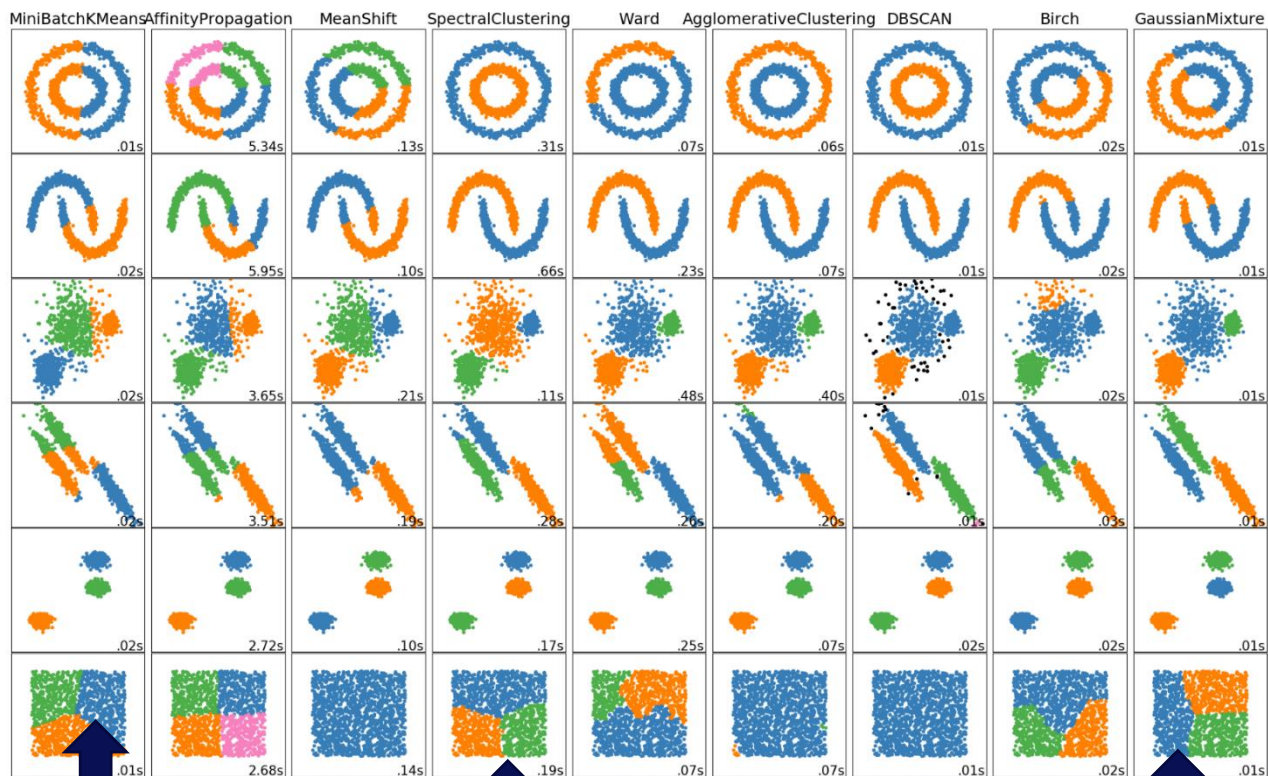 MiniBatchKMeans AffinityPropagation MeanShift SpectralClustering Ward AgglomerativeClustering DBSCAN Birch GaussianMixture
.01s 5.34s .13s .31s .07s .06s .01s .02s .01s
.02s 5.95s .10s .66s .23s .07s .01s .02s .01s
.02s 3.65s .21s .11s .48s .40s .01s .02s .01s
.02s 3.51s .19s .28s .26s .20s .01s .03s .01s
.02s 2.72s .10s .17s .25s .07s .02s .02s .01s
.01s 2.68s .14s .19s .07s .07s .01s .02s .01s